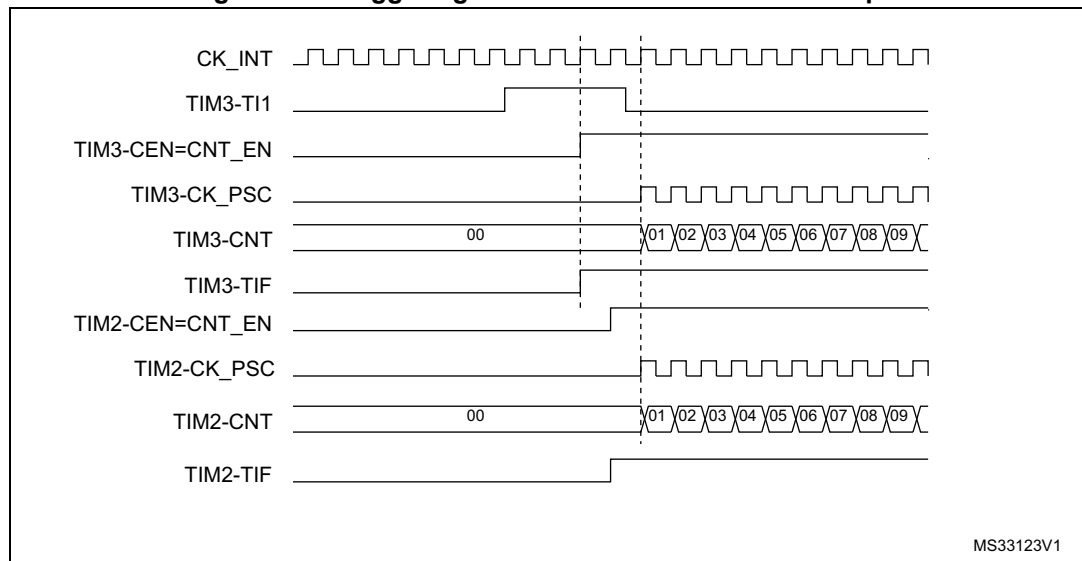 CK_INT
TIM3-TI1
TIM3-CEN=CNT_EN
TIM3-CK_PSC
TIM3-CNT 00 01 02 03 04 05 06 07 08 09
TIM3-TIF
TIM2-CEN=CNT_EN
TIM2-CK_PSC
TIM2-CNT 00 01 02 03 04 05 06 07 08 09
TIM2-TIF
MS33123V1